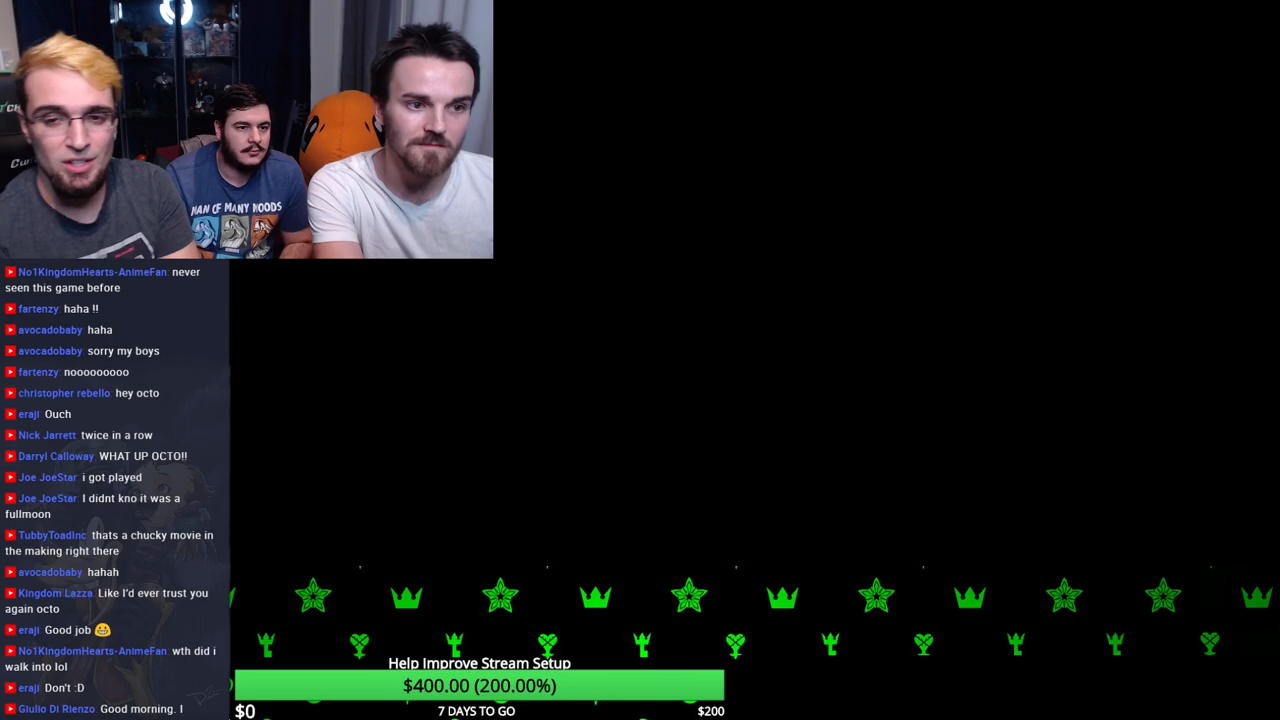 MAN OF MANY MOODS
No1KingdomHearts-AnimeFan: never
seen this game before
fartenzy: haha !!
avocadobaby: haha
avocadobaby: sorry my boys
fartenzy: nooooooooo
christopher rebello: hey octo
eraji: Ouch
Nick Jarrett: twice in a row
Darryl Calloway: WHAT UP OCTO!!
Joe JoeStar: i got played
Joe JoeStar: I didnt kno it was a
fullmoon
TubbyToadInc: thats a chucky movie in
the making right there
avocadobaby: hahah
Kingdom Lazza: Like I'd ever trust you
again octo
eraji: Good job 😬
No1KingdomHearts-AnimeFan: wth did i
walk into lol
eraji: Don't :D
Giulio Di Rienzo: Good morning. I
Help Improve Stream Setup
$400.00 (200.00%)
$0 7 DAYS TO GO $200